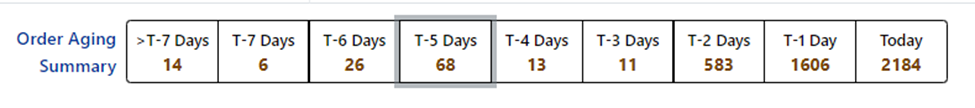 Order Aging Summary
>T-7 Days T-7 Days T-6 Days T-5 Days T-4 Days T-3 Days T-2 Days T-1 Day Today
14 6 26 68 13 11 583 1606 2184